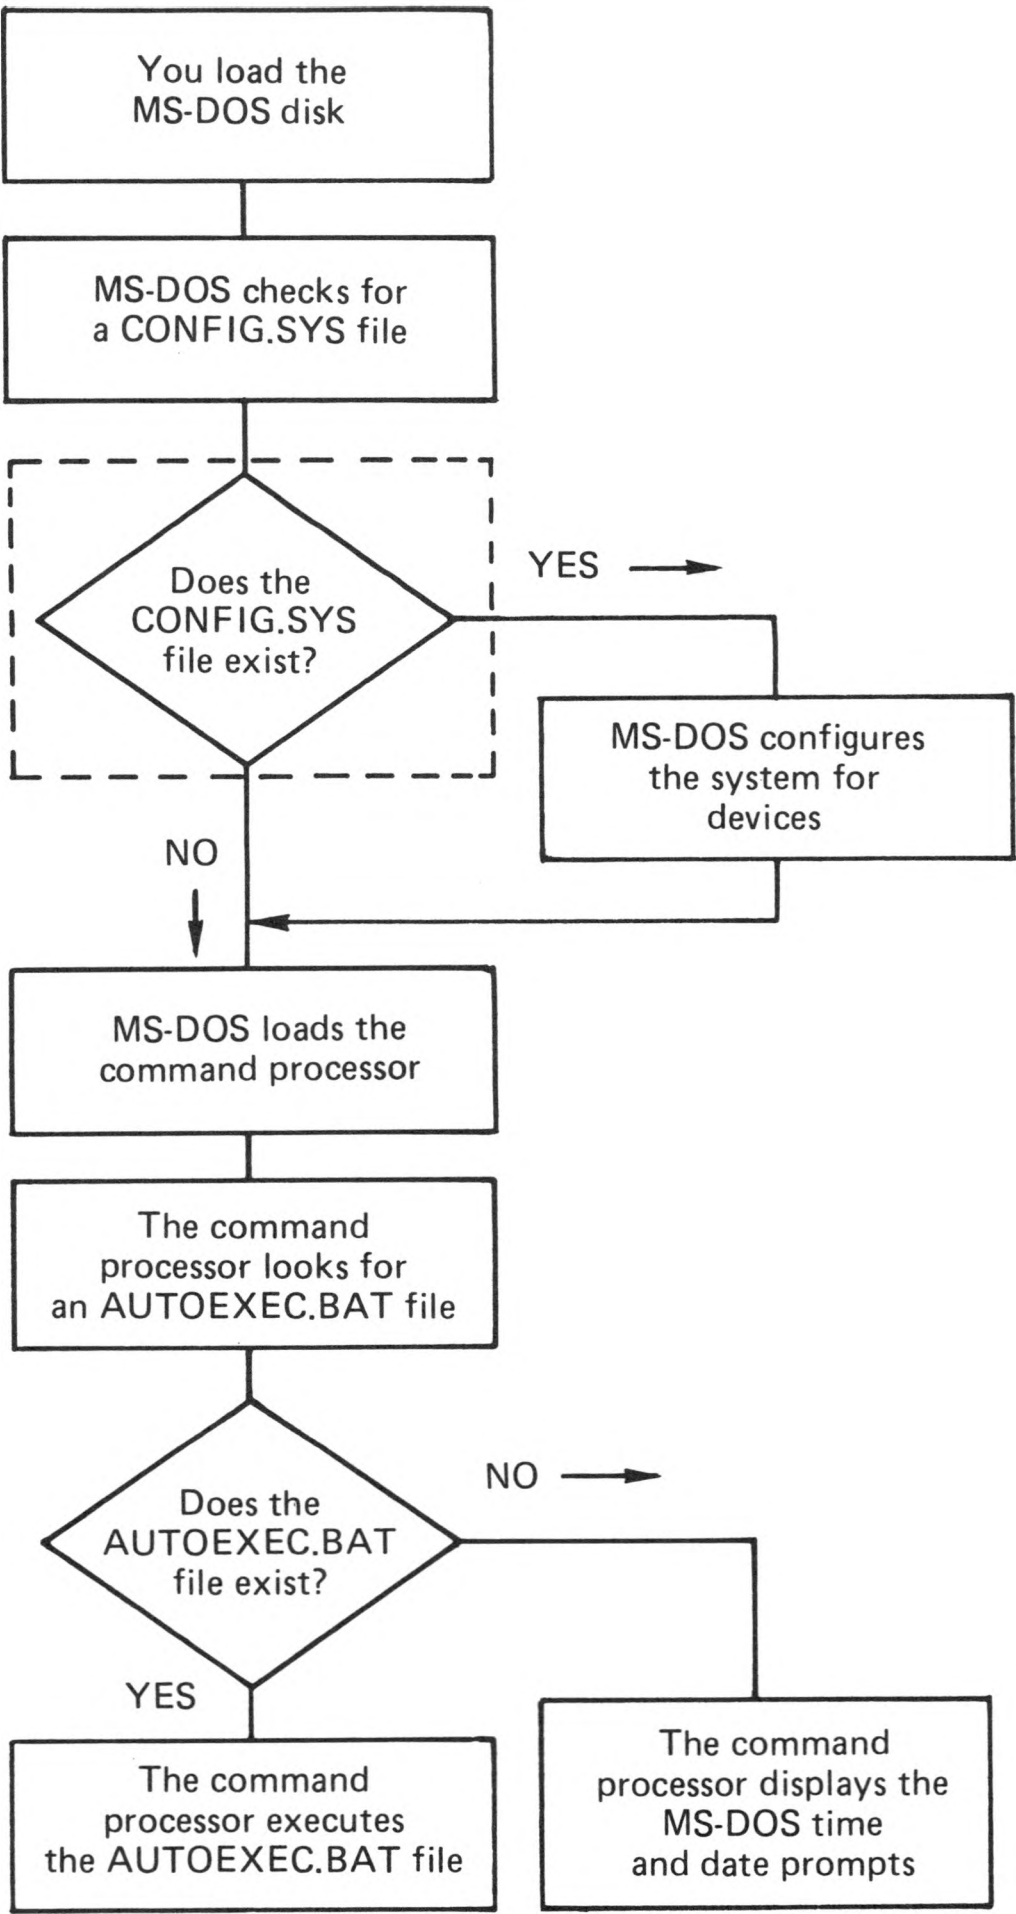 You load the
MS-DOS disk
MS-DOS checks for
a CONFIG.SYS file
Does the
CONFIG.SYS
file exist?
YES
MS-DOS configures
the system for
devices
NO
MS-DOS loads the
command processor
The command
processor looks for
an AUTOEXEC.BAT file
Does the
AUTOEXEC.BAT
file exist?
NO
YES
The command
processor executes
the AUTOEXEC.BAT file
The command
processor displays the
MS-DOS time
and date prompts